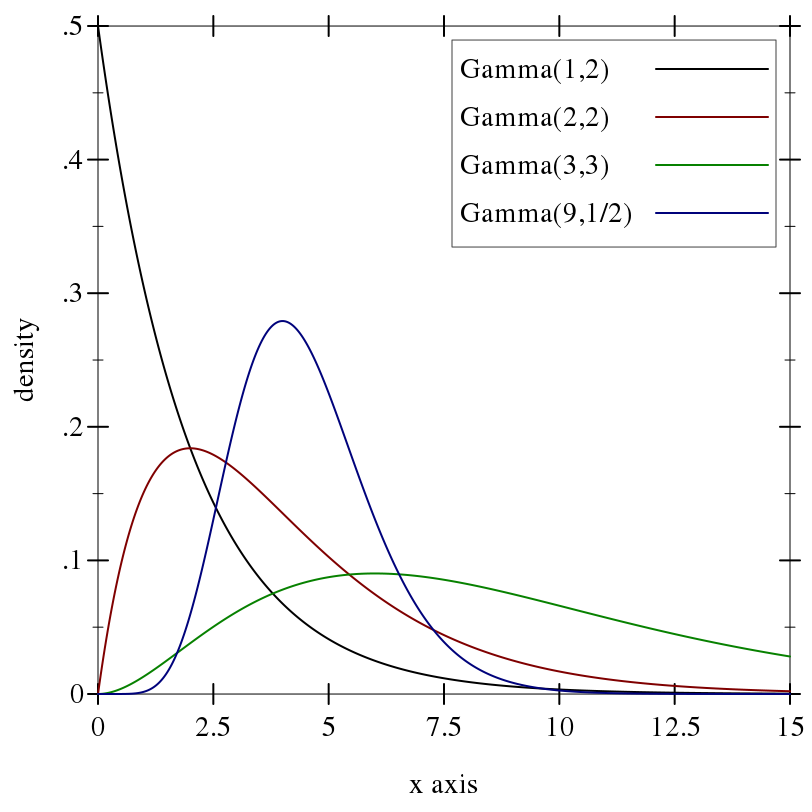 .5
.4
.3
.2
.1
0
density
Gamma(1,2)
Gamma(2,2)
Gamma(3,3)
Gamma(9,1/2)
0 2.5 5 7.5 10 12.5 15
x axis